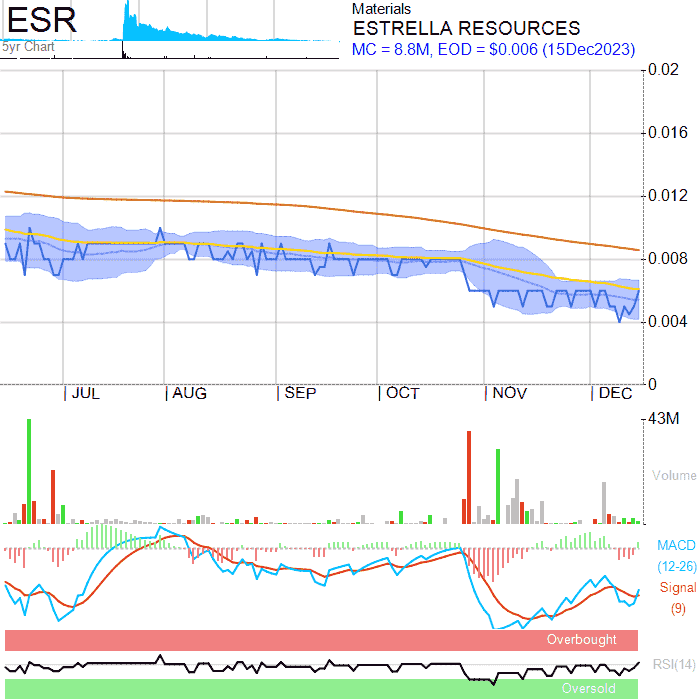 ESR
5yr Chart
Materials
ESTRELLA RESOURCES
MC = 8.8M, EOD = $0.006 (15Dec2023)
0.02
0.016
0.012
0.008
0.004
0
JUL AUG SEP OCT NOV DEC
43M
Volume
MACD
(12-26)
Signal
(9)
Overbought
RSI(14)
Oversold